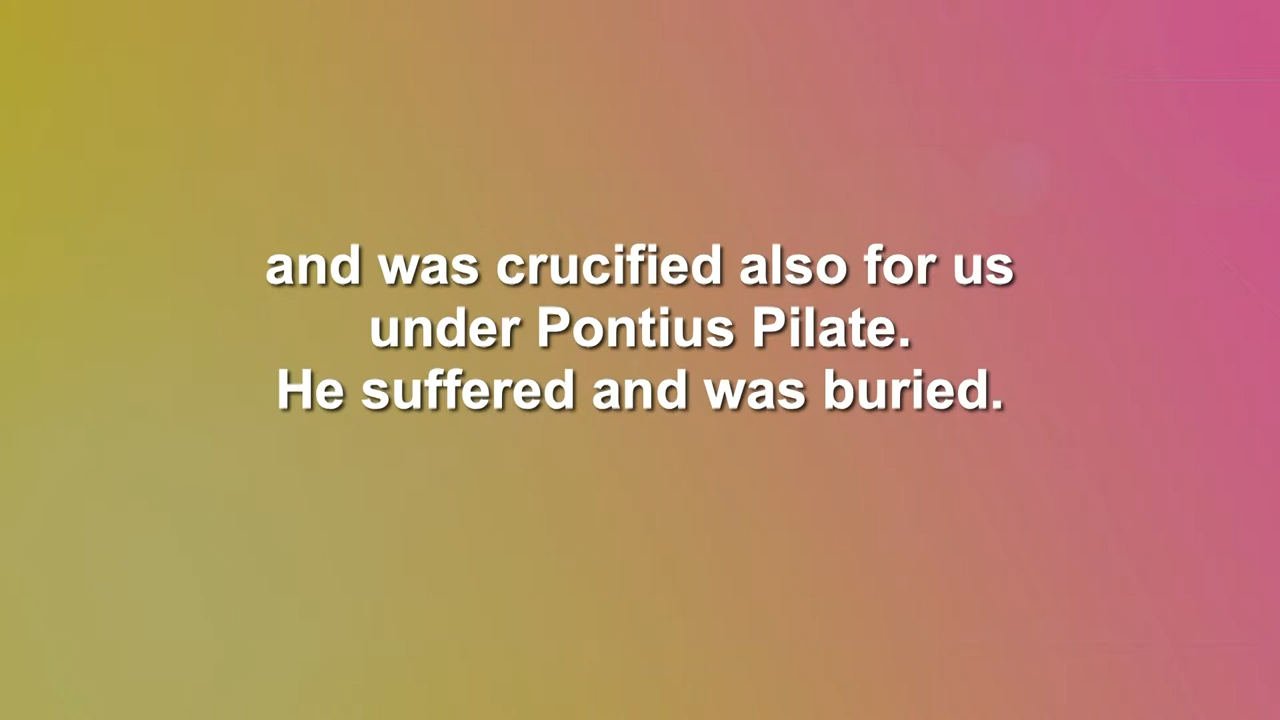 and was crucified also for us
under Pontius Pilate.
He suffered and was buried.